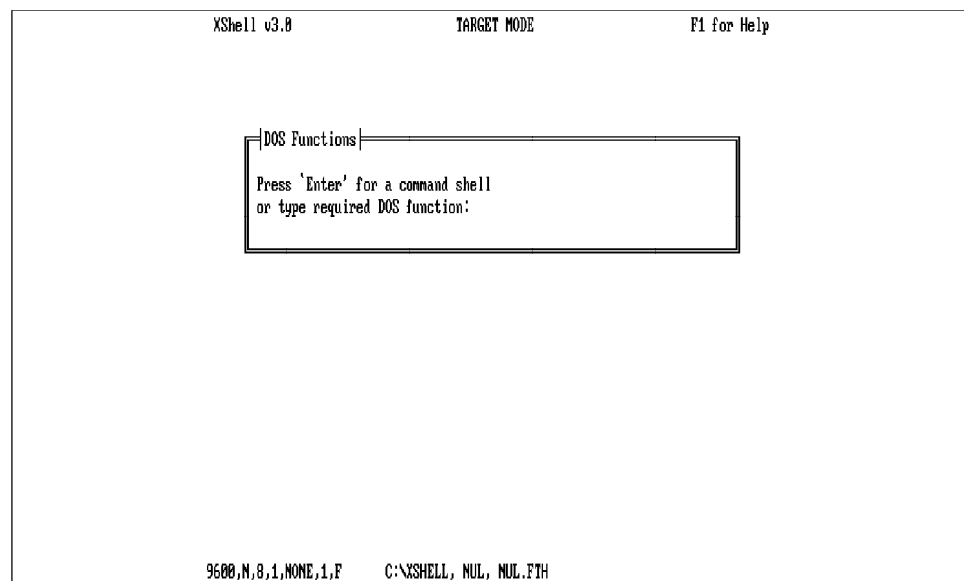 XShell v3.0 TARGET MODE F1 for Help
DOS Functions
Press `Enter' for a command shell
or type required DOS function:
9600,N,8,1,NONE,1,F C:\XSHELL, NUL, NUL.FTH